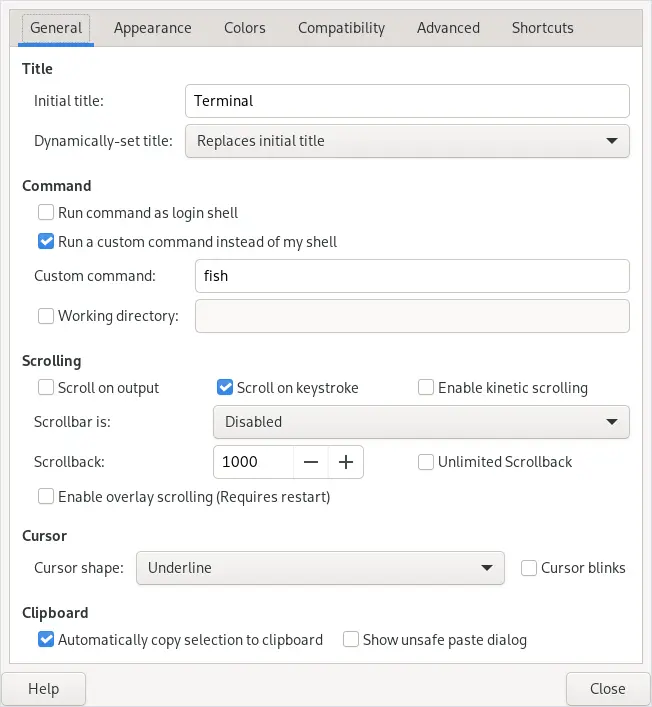 General Appearance Colors Compatibility Advanced Shortcuts
Title
Initial title: Terminal
Dynamically-set title: Replaces initial title
Command
Run command as login shell
Run a custom command instead of my shell
Custom command: fish
Working directory:
Scrolling
Scroll on output Scroll on keystroke Enable kinetic scrolling
Scrollbar is: Disabled
Scrollback: 1000 Unlimited Scrollback
Enable overlay scrolling (Requires restart)
Cursor
Cursor shape: Underline Cursor blinks
Clipboard
Automatically copy selection to clipboard Show unsafe paste dialog
Help Close